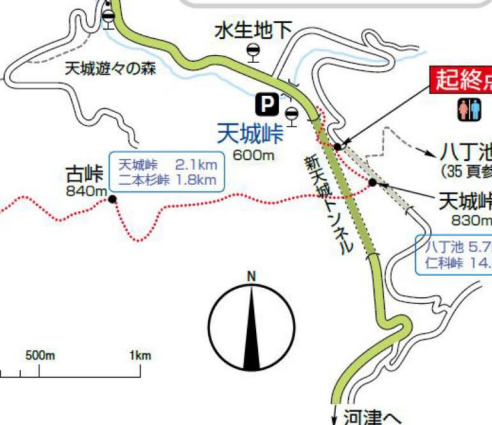 水生地下
天城遊々の森
起終点
P
天城峠
600m
八丁池
(35頁参
古峠
840m
天城峠 2.1km
二本杉峠 1.8km
新天城トンネル
天城峠
830m
八丁池 5.7
仁科峠 14.
N
500m
1km
河津へ